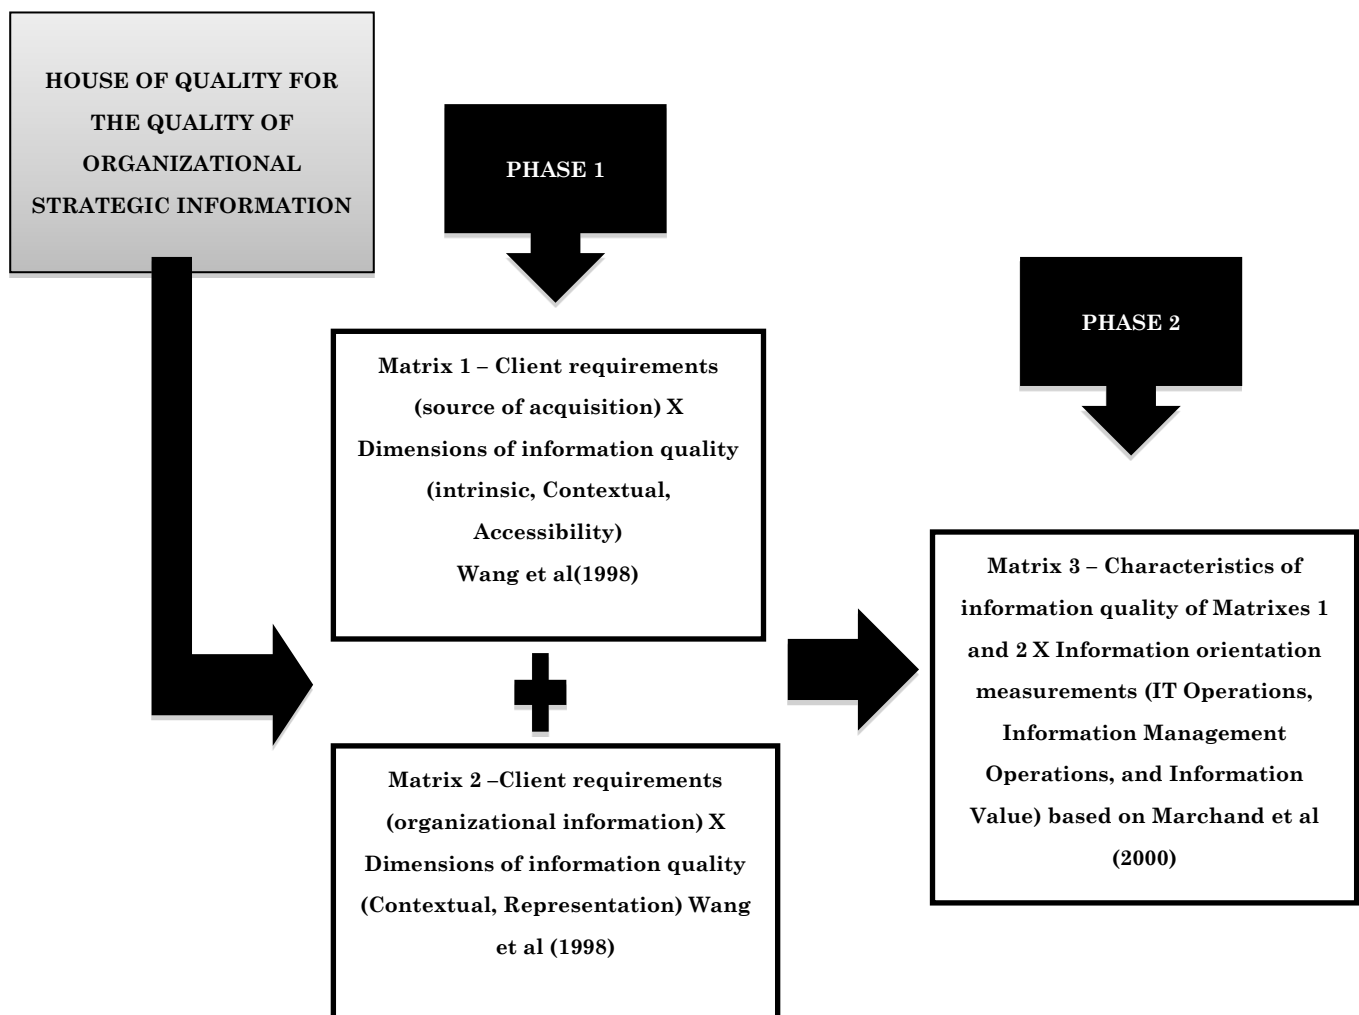 HOUSE OF QUALITY FOR
THE QUALITY OF
ORGANIZATIONAL
STRATEGIC INFORMATION
PHASE 1
PHASE 2
Matrix 1 – Client requirements
(source of acquisition) X
Dimensions of information quality
(intrinsic, Contextual,
Accessibility)
Wang et al(1998)
Matrix 2 –Client requirements
(organizational information) X
Dimensions of information quality
(Contextual, Representation) Wang
et al (1998)
Matrix 3 – Characteristics of
information quality of Matrixes 1
and 2 X Information orientation
measurements (IT Operations,
Information Management
Operations, and Information
Value) based on Marchand et al
(2000)